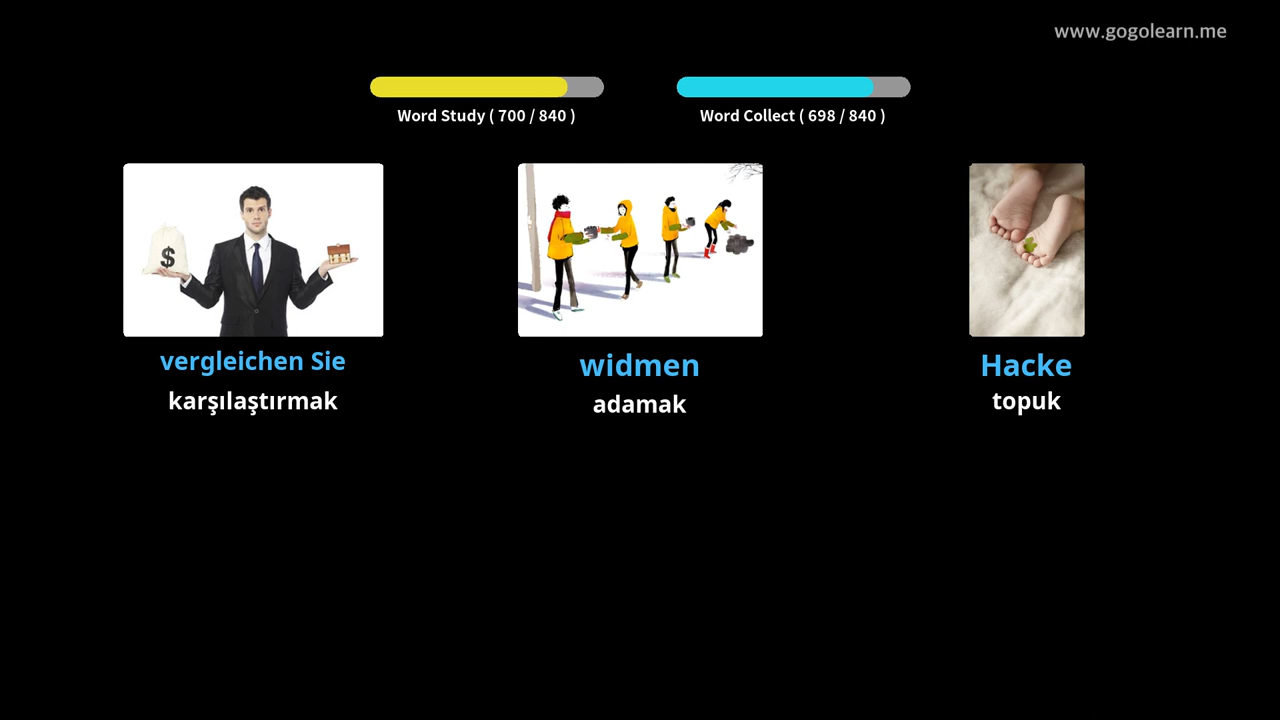 www.gogolearn.me
Word Study ( 700 / 840 )
Word Collect ( 698 / 840 )
$
vergleichen Sie
widmen
Hacke
karşılaştırmak
adamak
topuk